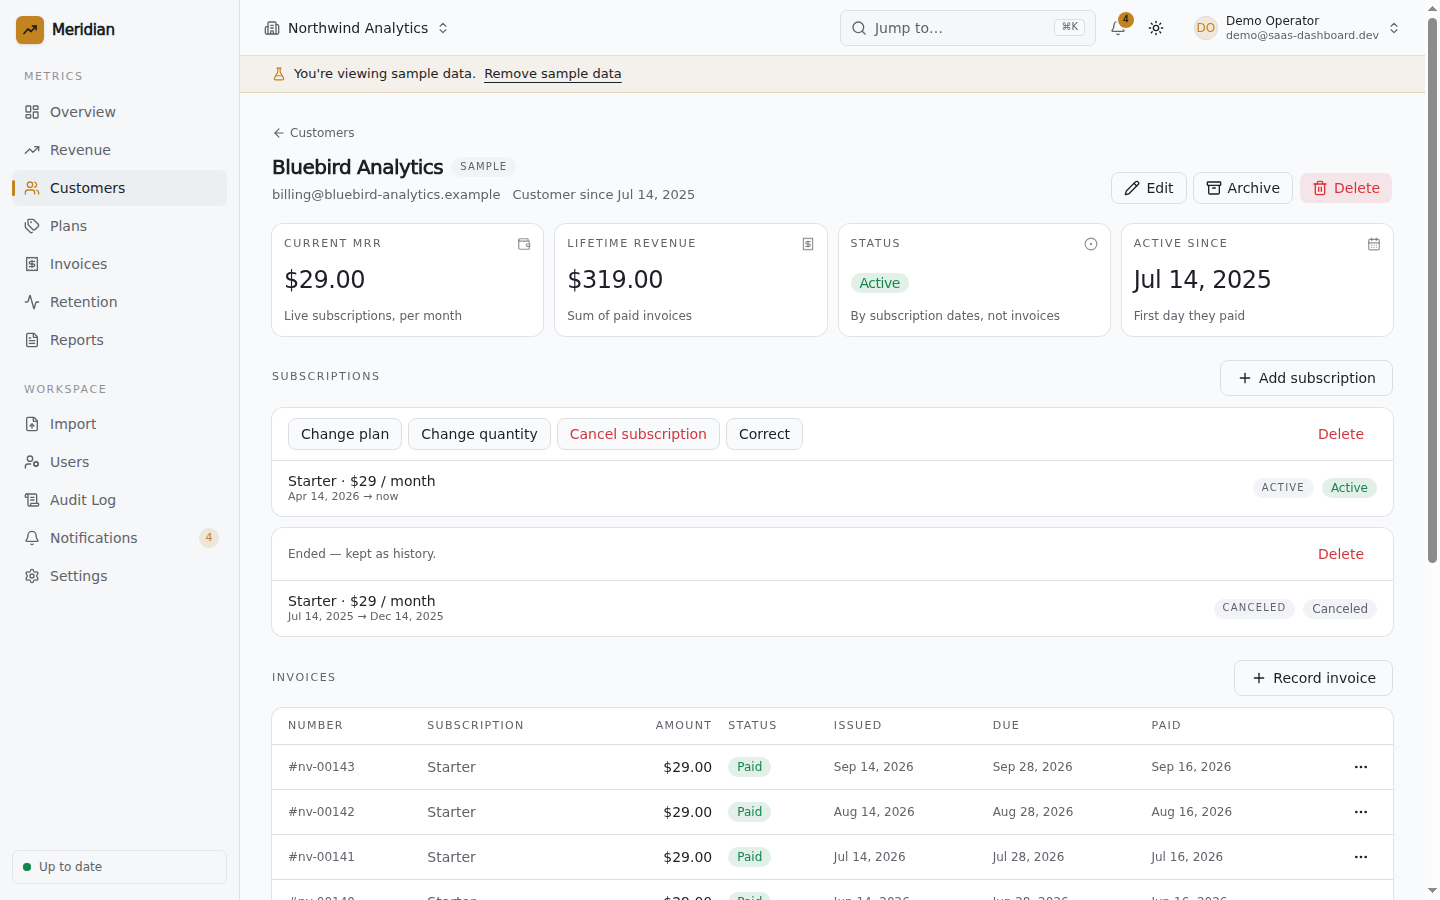 Meridian
METRICS
Overview
Revenue
Customers
Plans
Invoices
Retention
Reports
WORKSPACE
Import
Users
Audit Log
Notifications 4
Settings
Up to date
Northwind Analytics
Jump to... ⌘K
4
DO
Demo Operator
demo@saas-dashboard.dev
You're viewing sample data. Remove sample data
← Customers
Bluebird Analytics SAMPLE
billing@bluebird-analytics.example Customer since Jul 14, 2025
Edit Archive Delete
CURRENT MRR
$29.00
Live subscriptions, per month
LIFETIME REVENUE
$319.00
Sum of paid invoices
STATUS
Active
By subscription dates, not invoices
ACTIVE SINCE
Jul 14, 2025
First day they paid
SUBSCRIPTIONS
+ Add subscription
Change plan Change quantity Cancel subscription Correct Delete
Starter · $29 / month
Apr 14, 2026 → now
ACTIVE Active
Ended — kept as history. Delete
Starter · $29 / month
Jul 14, 2025 → Dec 14, 2025
CANCELED Canceled
INVOICES
+ Record invoice
NUMBER SUBSCRIPTION AMOUNT STATUS ISSUED DUE PAID
#nv-00143 Starter $29.00 Paid Sep 14, 2026 Sep 28, 2026 Sep 16, 2026
#nv-00142 Starter $29.00 Paid Aug 14, 2026 Aug 28, 2026 Aug 16, 2026
#nv-00141 Starter $29.00 Paid Jul 14, 2026 Jul 28, 2026 Jul 16, 2026